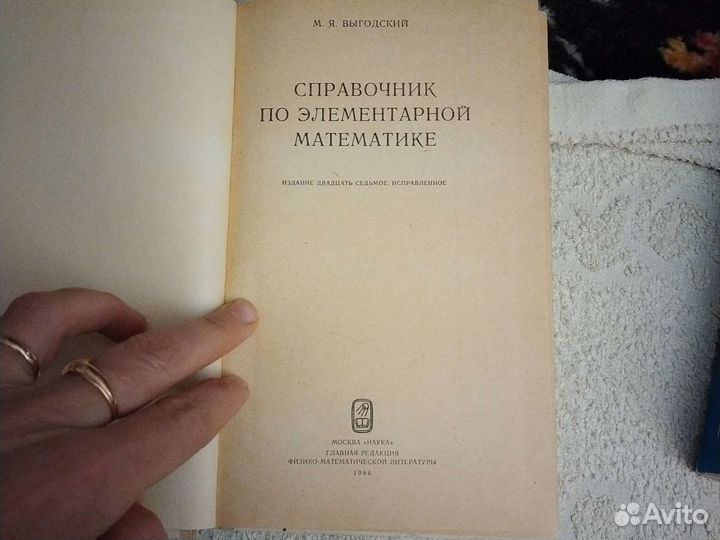 М. Я. ВЫГОДСКИЙ
СПРАВОЧНИК
ПО ЭЛЕМЕНТАРНОЙ
МАТЕМАТИКЕ
ИЗДАНИЕ ДВАДЦАТЬ СЕДЬМОЕ, ИСПРАВЛЕННОЕ
МОСКВА «НАУКА»
ГЛАВНАЯ РЕДАКЦИЯ
ФИЗИКО-МАТЕМАТИЧЕСКОЙ ЛИТЕРАТУРЫ
1986
Avito